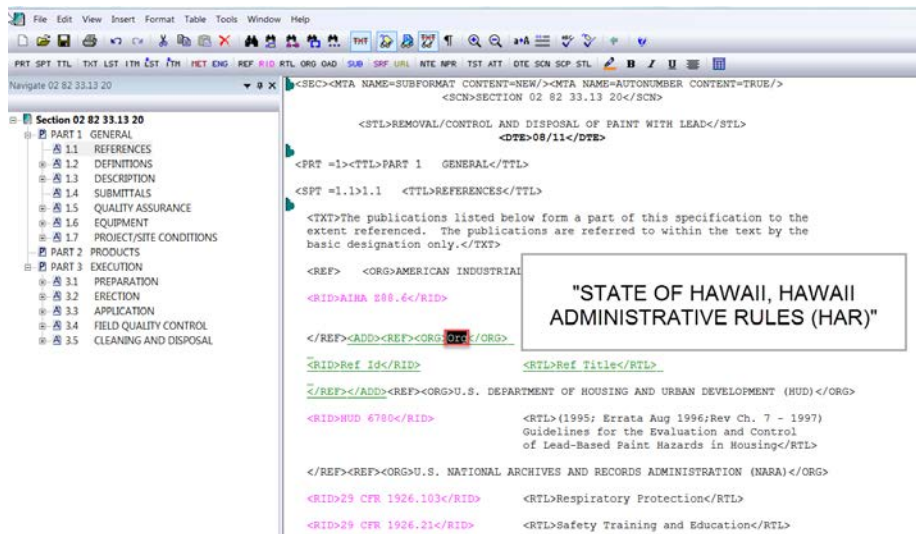 File Edit View Insert Format Table Tools Window Help
PRT SPT TTL TXT LST ITM LST ITM MET ENG REF RID RTL ORG OAD SUB SRF URL NTE NPR TST ATT DTE SCN SCP STL B I U
Navigate 02 82 33.13 20
Section 02 82 33.13 20
PART 1 GENERAL
1.1 REFERENCES
1.2 DEFINITIONS
1.3 DESCRIPTION
1.4 SUBMITTALS
1.5 QUALITY ASSURANCE
1.6 EQUIPMENT
1.7 PROJECT/SITE CONDITIONS
PART 2 PRODUCTS
PART 3 EXECUTION
3.1 PREPARATION
3.2 ERECTION
3.3 APPLICATION
3.4 FIELD QUALITY CONTROL
3.5 CLEANING AND DISPOSAL
<SEC><MTA NAME=SUBFORMAT CONTENT=NEW/><MTA NAME=AUTONUMBER CONTENT=TRUE/>
<SCN>SECTION 02 82 33.13 20</SCN>
<STL>REMOVAL/CONTROL AND DISPOSAL OF PAINT WITH LEAD</STL>
<DTE>08/11</DTE>
<PRT =1><TTL>PART 1 GENERAL</TTL>
<SPT =1.1>1.1 <TTL>REFERENCES</TTL>
<TXT>The publications listed below form a part of this specification to the
extent referenced. The publications are referred to within the text by the
basic designation only.</TXT>
<REF> <ORG>AMERICAN INDUSTRIAL
"STATE OF HAWAII, HAWAII
ADMINISTRATIVE RULES (HAR)"
<RID>AIHA Z88.6</RID>
</REF><ADD><REF><ORG>Org</ORG>
<RID>Ref Id</RID> <RTL>Ref Title</RTL>
</REF></ADD><REF><ORG>U.S. DEPARTMENT OF HOUSING AND URBAN DEVELOPMENT (HUD)</ORG>
<RID>HUD 6780</RID> <RTL>(1995; Errata Aug 1996;Rev Ch. 7 - 1997)
Guidelines for the Evaluation and Control
of Lead-Based Paint Hazards in Housing</RTL>
</REF><REF><ORG>U.S. NATIONAL ARCHIVES AND RECORDS ADMINISTRATION (NARA)</ORG>
<RID>29 CFR 1926.103</RID> <RTL>Respiratory Protection</RTL>
<RID>29 CFR 1926.21</RID> <RTL>Safety Training and Education</RTL>